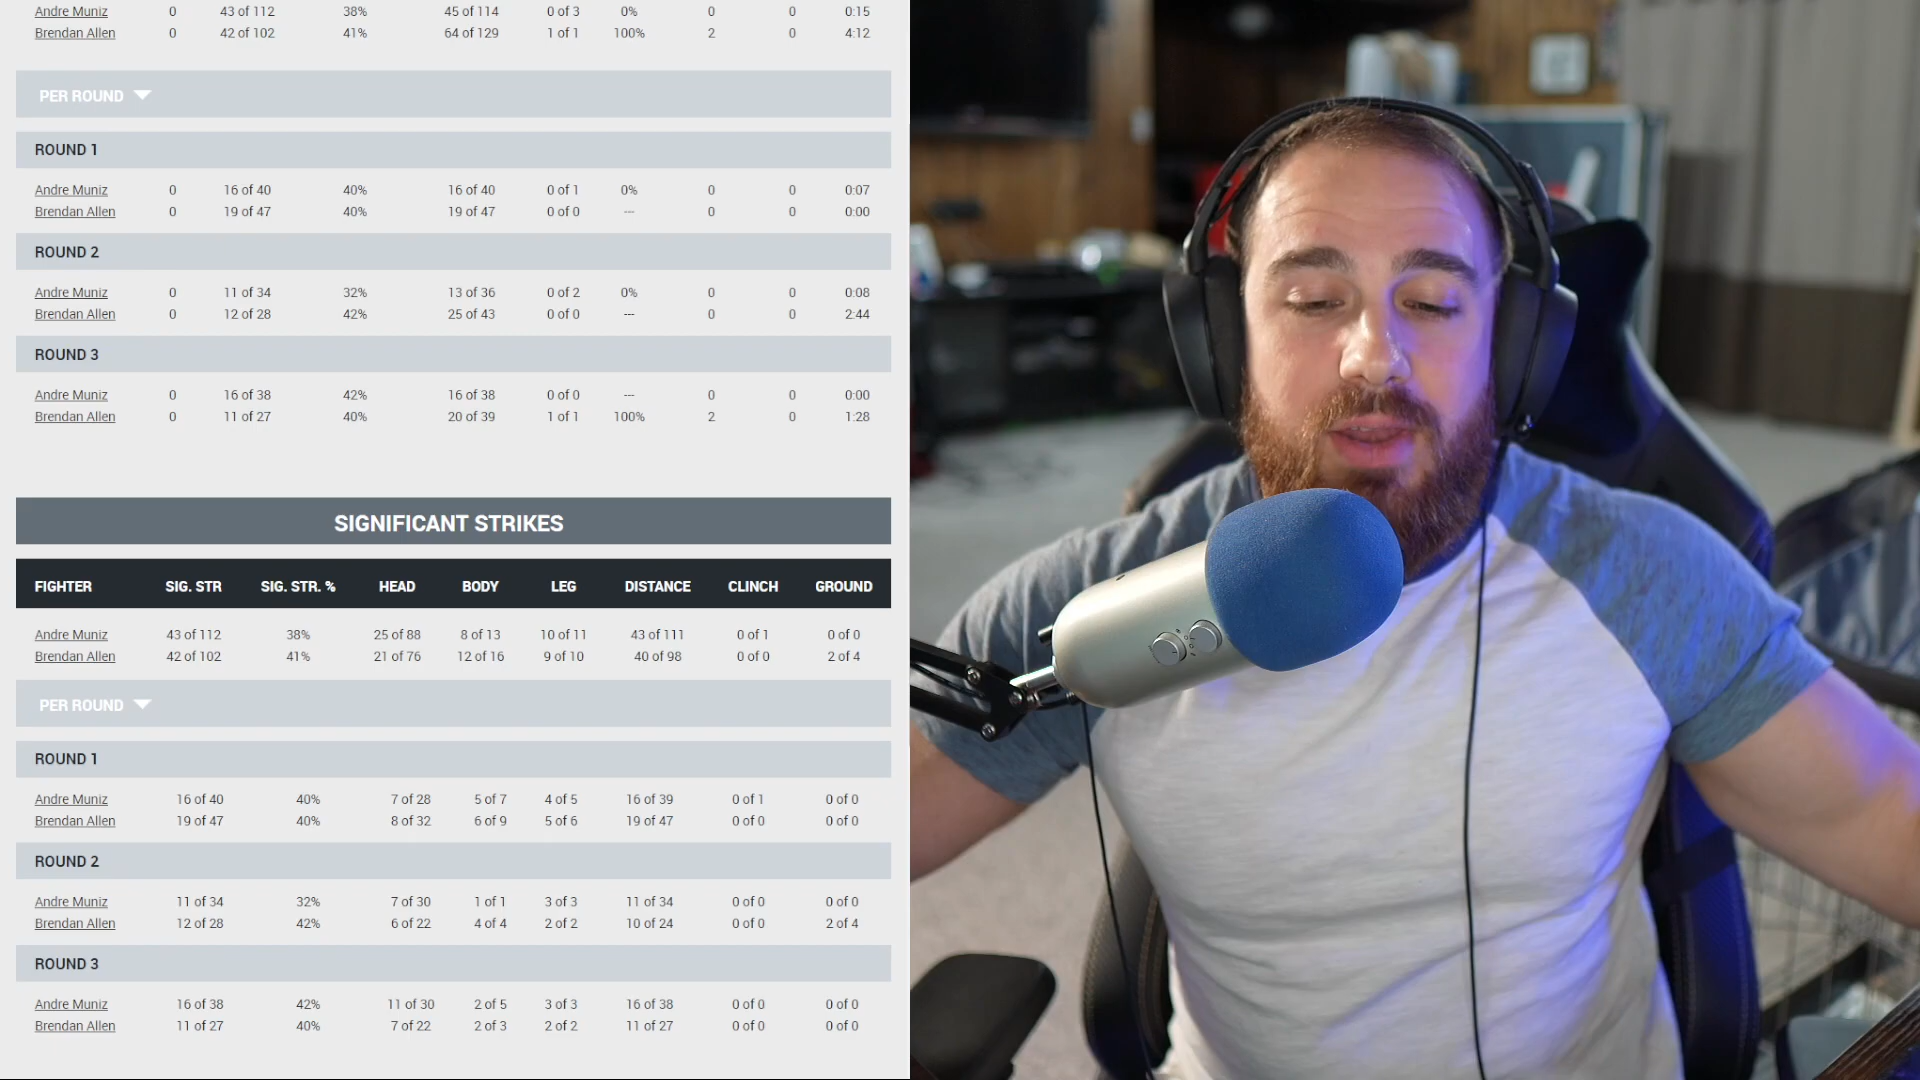 Andre Muniz 0 43 of 112 38% 45 of 114 0 of 3 0% 0 0 0:15
Brendan Allen 0 42 of 102 41% 64 of 129 1 of 1 100% 2 0 4:12
PER ROUND
ROUND 1
Andre Muniz 0 16 of 40 40% 16 of 40 0 of 1 0% 0 0 0:07
Brendan Allen 0 19 of 47 40% 19 of 47 0 of 0 --- 0 0 0:00
ROUND 2
Andre Muniz 0 11 of 34 32% 13 of 36 0 of 2 0% 0 0 0:08
Brendan Allen 0 12 of 28 42% 25 of 43 0 of 0 --- 0 0 2:44
ROUND 3
Andre Muniz 0 16 of 38 42% 16 of 38 0 of 0 --- 0 0 0:00
Brendan Allen 0 11 of 27 40% 20 of 39 1 of 1 100% 2 0 1:28
SIGNIFICANT STRIKES
FIGHTER SIG. STR SIG. STR. % HEAD BODY LEG DISTANCE CLINCH GROUND
Andre Muniz 43 of 112 38% 25 of 88 8 of 13 10 of 11 43 of 111 0 of 1 0 of 0
Brendan Allen 42 of 102 41% 21 of 76 12 of 16 9 of 10 40 of 98 0 of 0 2 of 4
PER ROUND
ROUND 1
Andre Muniz 16 of 40 40% 7 of 28 5 of 7 4 of 5 16 of 39 0 of 1 0 of 0
Brendan Allen 19 of 47 40% 8 of 32 6 of 9 5 of 6 19 of 47 0 of 0 0 of 0
ROUND 2
Andre Muniz 11 of 34 32% 7 of 30 1 of 1 3 of 3 11 of 34 0 of 0 0 of 0
Brendan Allen 12 of 28 42% 6 of 22 4 of 4 2 of 2 10 of 24 0 of 0 2 of 4
ROUND 3
Andre Muniz 16 of 38 42% 11 of 30 2 of 5 3 of 3 16 of 38 0 of 0 0 of 0
Brendan Allen 11 of 27 40% 7 of 22 2 of 3 2 of 2 11 of 27 0 of 0 0 of 0